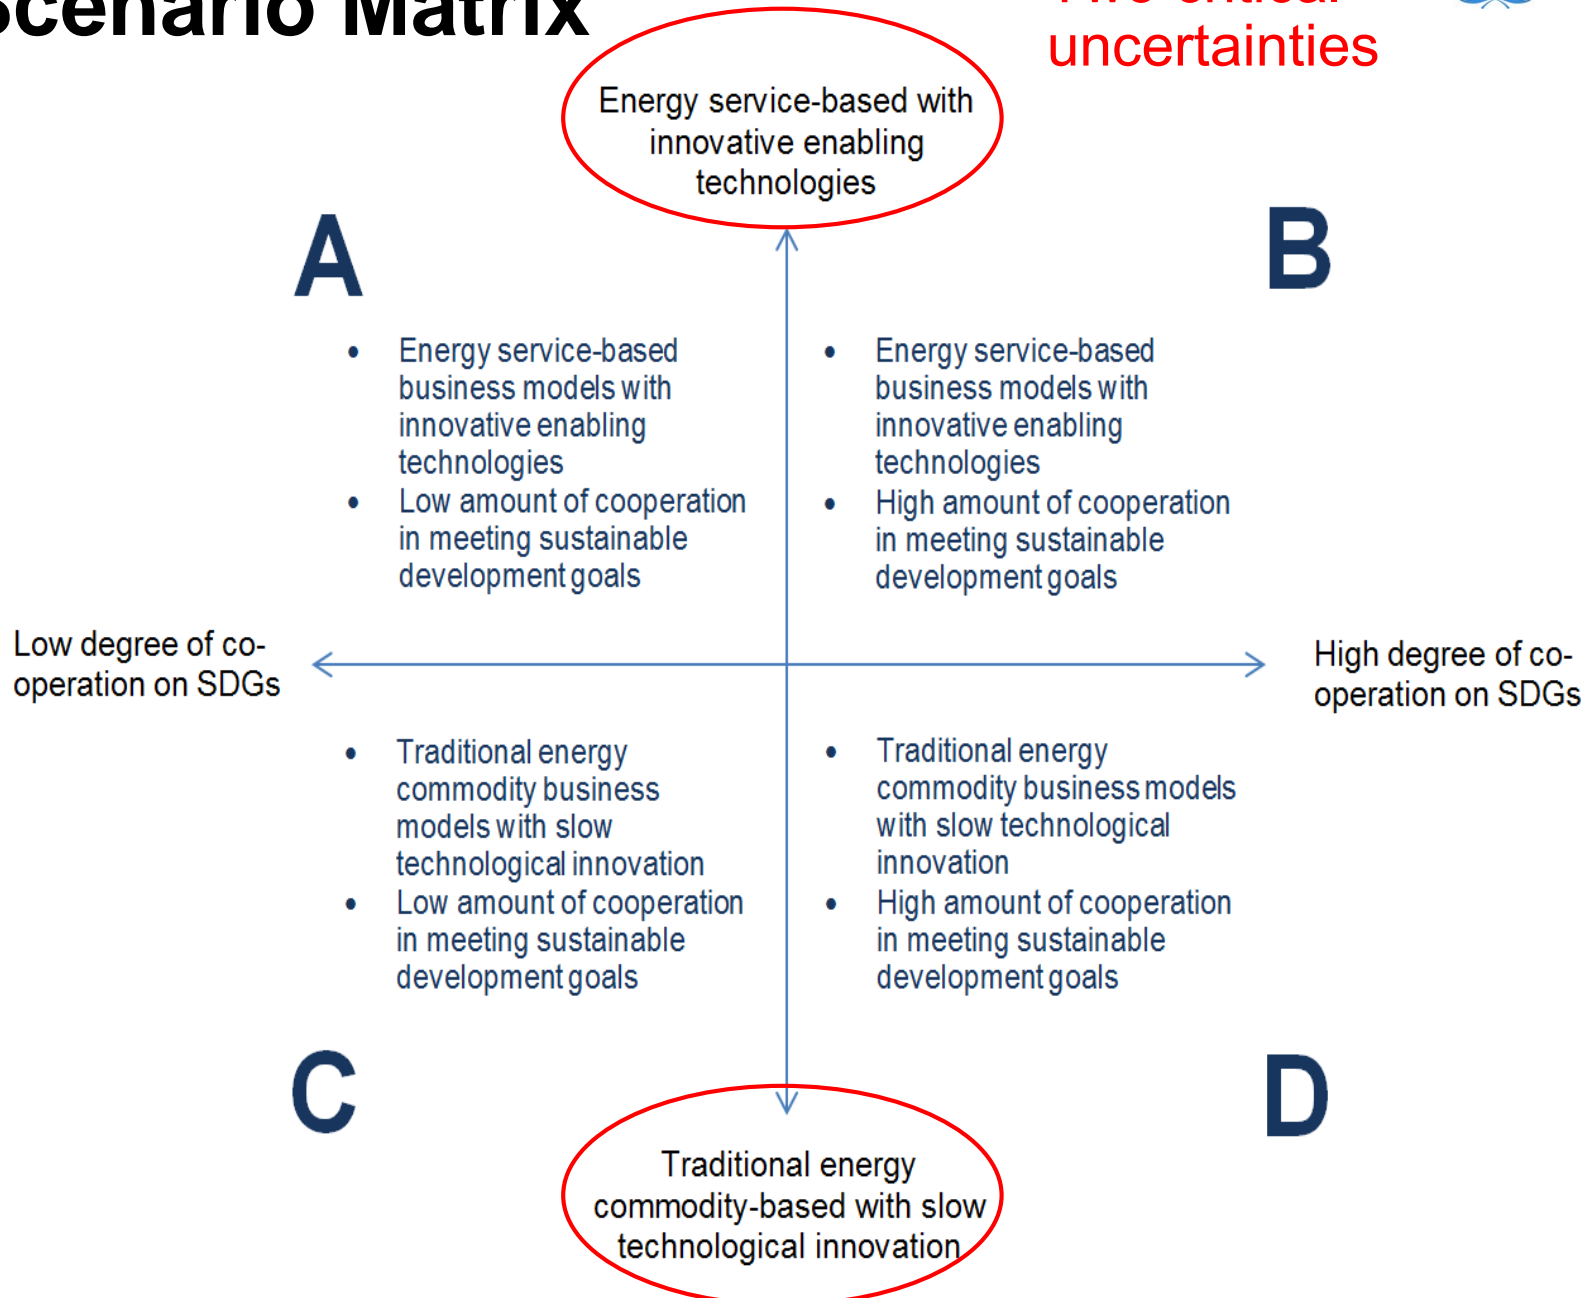 Scenario Matrix
Two critical
uncertainties
Energy service-based with
innovative enabling
technologies
A
B
• Energy service-based
business models with
innovative enabling
technologies
• Low amount of cooperation
in meeting sustainable
development goals
• Energy service-based
business models with
innovative enabling
technologies
• High amount of cooperation
in meeting sustainable
development goals
Low degree of co-
operation on SDGs
High degree of co-
operation on SDGs
• Traditional energy
commodity business
models with slow
technological innovation
• Low amount of cooperation
in meeting sustainable
development goals
• Traditional energy
commodity business models
with slow technological
innovation
• High amount of cooperation
in meeting sustainable
development goals
C
D
Traditional energy
commodity-based with slow
technological innovation